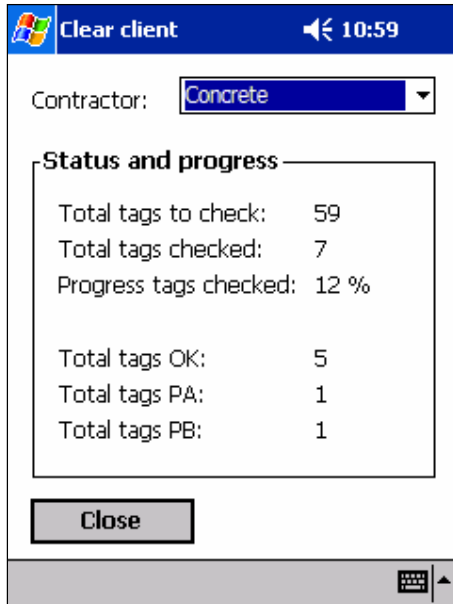 Clear client 10:59
Contractor: Concrete
Status and progress
Total tags to check: 59
Total tags checked: 7
Progress tags checked: 12 %
Total tags OK: 5
Total tags PA: 1
Total tags PB: 1
Close